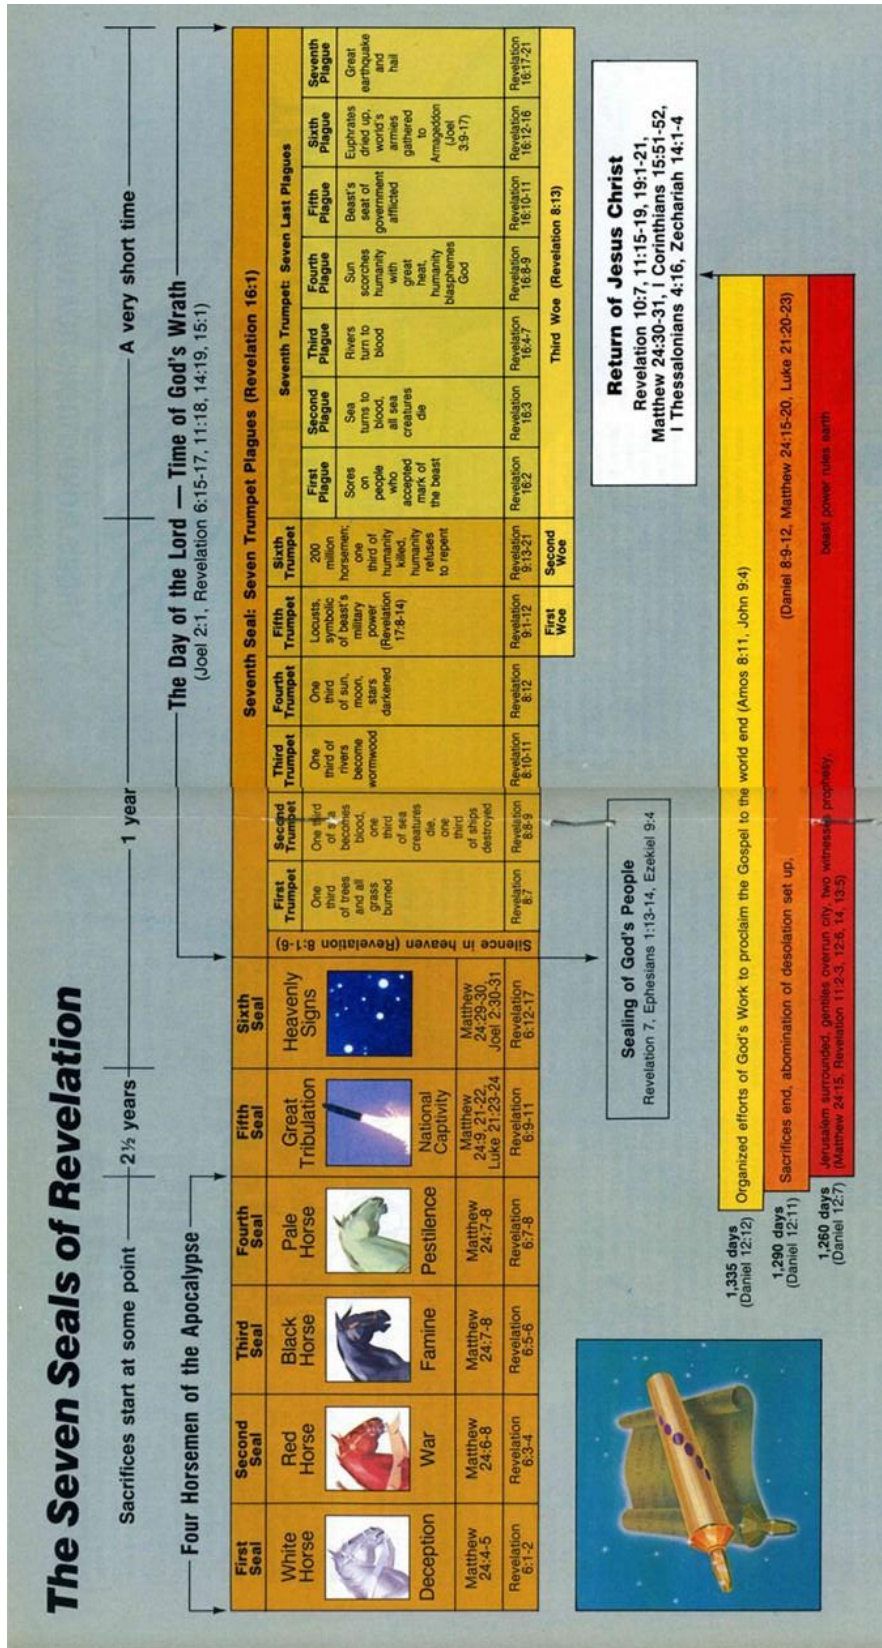 The Seven Seals of Revelation
Sacrifices start at some point
2½ years
1 year
A very short time
Four Horsemen of the Apocalypse
The Day of the Lord — Time of God's Wrath
(Joel 2:1, Revelation 6:15-17, 11:18, 14:19, 15:1)
First
Seal
White
Horse
Deception
Matthew
24:4-5
Revelation
6:1-2
Second
Seal
Red
Horse
War
Matthew
24:6-8
Revelation
6:3-4
Third
Seal
Black
Horse
Famine
Matthew
24:7-8
Revelation
6:5-6
Fourth
Seal
Pale
Horse
Pestilence
Matthew
24:7-8
Revelation
6:7-8
Fifth
Seal
Great
Tribulation
National
Captivity
Matthew
24:9, 21-22
Luke 21:23-24
Revelation
6:9-11
Sixth
Seal
Heavenly
Signs
Matthew
24:29-30,
Joel 2:30-31
Revelation
6:12-17
Seventh Seal: Seven Trumpet Plagues (Revelation 16:1)
Silence in heaven (Revelation 8:1-6)
First
Trumpet
One
third
of trees
and all
grass
burned
Revelation
8:7
Second
Trumpet
One third
of sea
becomes
blood,
one
third
of sea
creatures
die,
one
third
of ships
destroyed
Revelation
8:8-9
Third
Trumpet
One
third of
rivers
become
wormwood
Revelation
8:10-11
Fourth
Trumpet
One
third
of sun,
moon,
stars
darkened
Revelation
8:12
Fifth
Trumpet
Locusts,
symbolic
of beast's
military
power
(Revelation
17:8-14)
Revelation
9:1-12
First
Woe
Sixth
Trumpet
200
million
horsemen;
one
third of
humanity
killed,
humanity
refuses
to repent
Revelation
9:13-21
Second
Woe
Seventh Trumpet: Seven Last Plagues
First
Plague
Sores
on
people
who
accepted
mark of
the beast
Revelation
16:2
Second
Plague
Sea
turns to
blood,
all sea
creatures
die
Revelation
16:3
Third
Plague
Rivers
turn to
blood
Revelation
16:4-7
Fourth
Plague
Sun
scorches
humanity
with
great
heat,
humanity
blasphemes
God
Revelation
16:8-9
Fifth
Plague
Beast's
seat of
government
afflicted
Revelation
16:10-11
Sixth
Plague
Euphrates
dried up,
world's
armies
gathered
to
Armageddon
(Joel
3:9-17)
Revelation
16:12-16
Seventh
Plague
Great
earthquake
and
hail
Revelation
16:17-21
Third Woe (Revelation 8:13)
Sealing of God's People
Revelation 7, Ephesians 1:13-14, Ezekiel 9:4
Return of Jesus Christ
Revelation 10:7, 11:15-19, 19:1-21,
Matthew 24:30-31, I Corinthians 15:51-52,
I Thessalonians 4:16, Zechariah 14:1-4
1,335 days
(Daniel 12:12)
Organized efforts of God's Work to proclaim the Gospel to the world end (Amos 8:11, John 9:4)
1,290 days
(Daniel 12:11)
Sacrifices end, abomination of desolation set up,
(Daniel 8:9-12, Matthew 24:15-20, Luke 21:20-23)
1,260 days
(Daniel 12:7)
Jerusalem surrounded, gentiles overrun city, two witnesses prophesy, beast power rules earth
(Matthew 24:15, Revelation 11:2-3, 12:6, 14, 13:5)